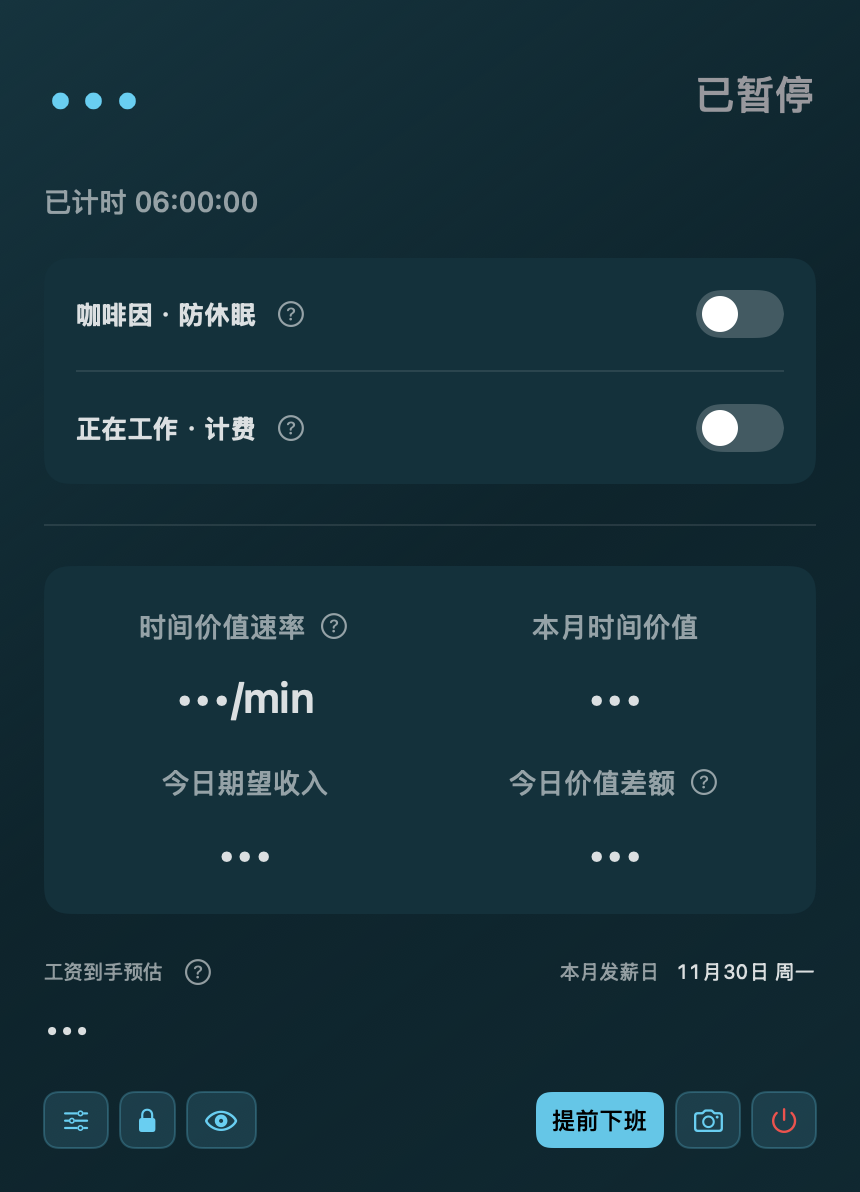 •••
已暂停
已计时 06:00:00
咖啡因 · 防休眠 ?
正在工作 · 计费 ?
时间价值速率 ?
本月时间价值
•••/min
•••
今日期望收入
今日价值差额 ?
•••
•••
工资到手预估 ?
本月发薪日 11月30日 周一
•••
提前下班